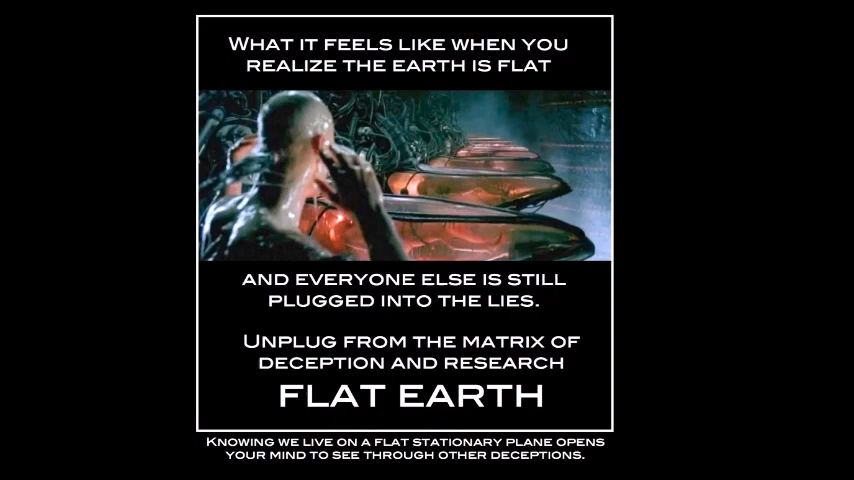 What it feels like when you
realize the earth is flat
and everyone else is still
plugged into the lies.
Unplug from the matrix of
deception and research
FLAT EARTH
Knowing we live on a flat stationary plane opens
your mind to see through other deceptions.